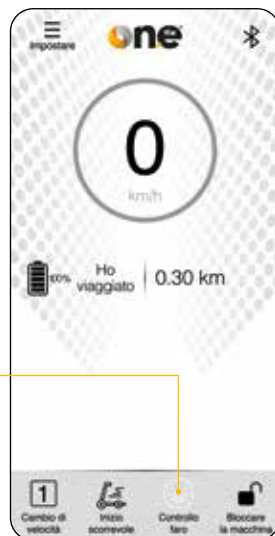 Impostare
one
0
km/h
100%
Ho
viaggiato
0.30 km
1
Cambio di
velocità
Inizio
scorrevole
Controllo
faro
Bloccare
la macchina